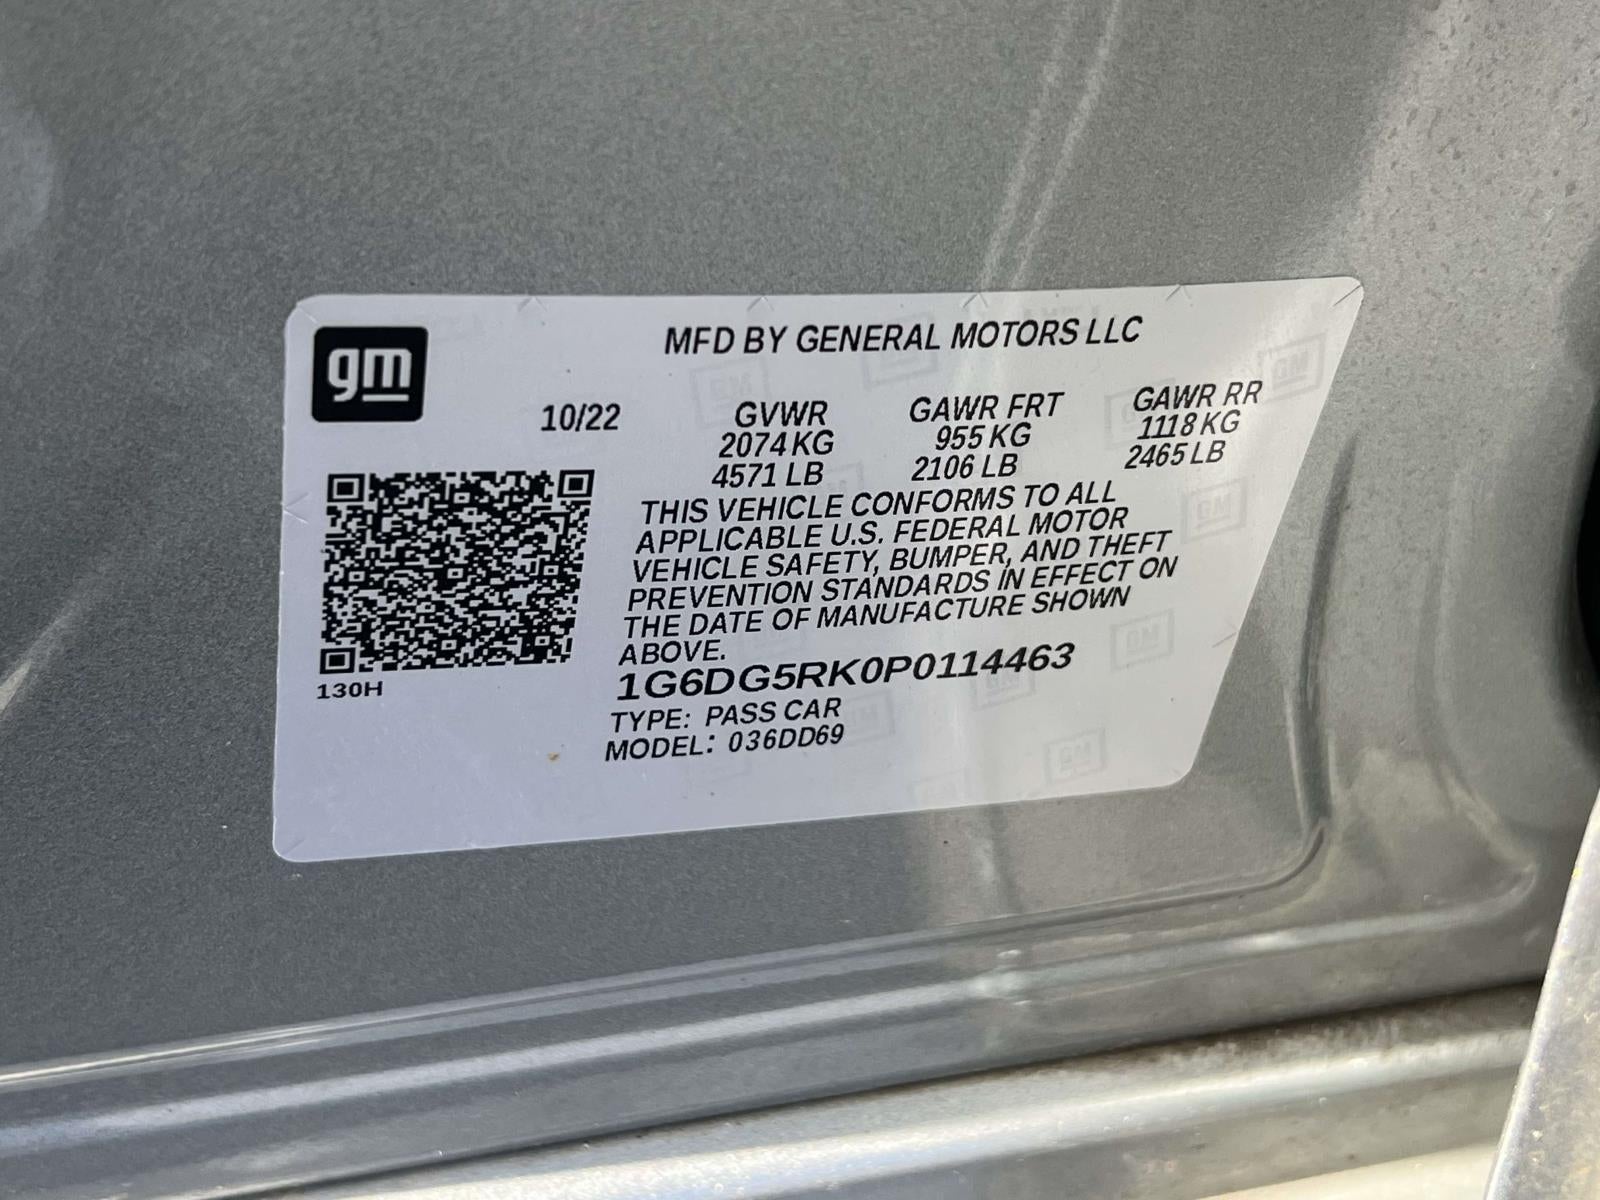 gm
MFD BY GENERAL MOTORS LLC
10/22 GVWR GAWR FRT GAWR RR
2074 KG 955 KG 1118 KG
4571 LB 2106 LB 2465 LB
THIS VEHICLE CONFORMS TO ALL
APPLICABLE U.S. FEDERAL MOTOR
VEHICLE SAFETY, BUMPER, AND THEFT
PREVENTION STANDARDS IN EFFECT ON
THE DATE OF MANUFACTURE SHOWN
ABOVE.
1G6DG5RK0P0114463
130H
TYPE: PASS CAR
MODEL: 036DD69